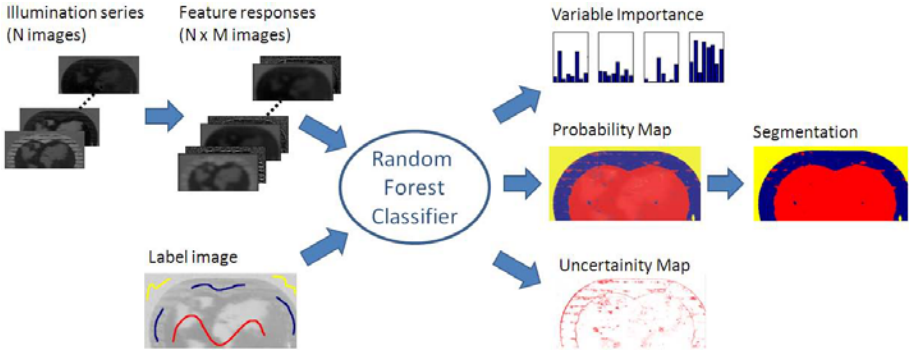 Illumination series
(N images)
Feature responses
(N x M images)
Variable Importance
Probability Map
Segmentation
Random
Forest
Classifier
Label image
Uncertainity Map